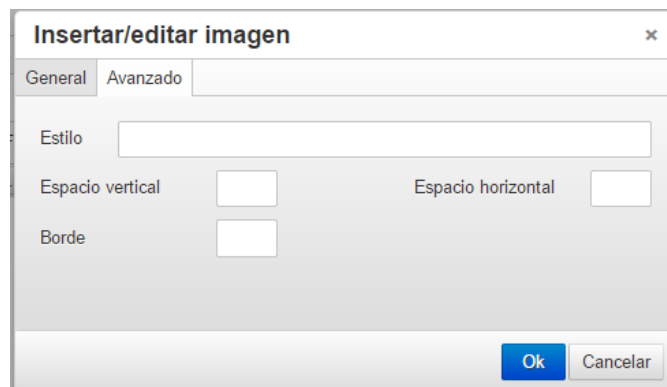 Insertar/editar imagen ×
General Avanzado
Estilo
Espacio vertical Espacio horizontal
Borde
Ok Cancelar